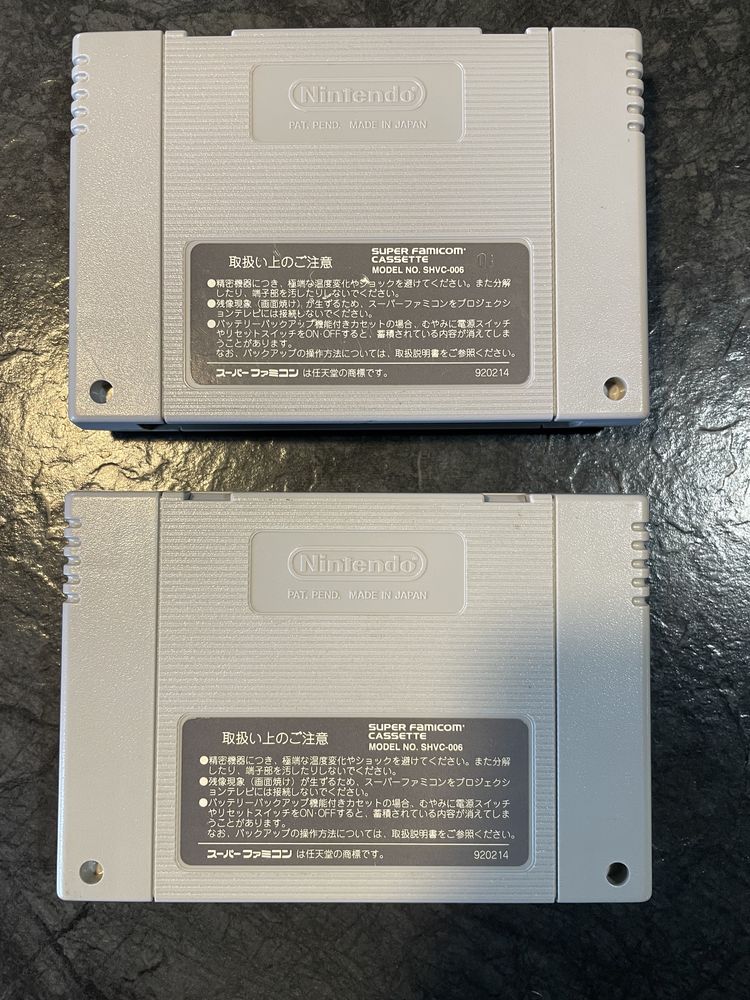 Nintendo
PAT. PEND. MADE IN JAPAN
取扱い上のご注意
SUPER FAMICOM
CASSETTE
MODEL NO. SHVC-006
●精密機器につき、極端な温度変化やショックを避けてください。また分解
したり、端子部を汚したりしないでください。
●残像現象（画面焼け）が生ずるため、スーパーファミコンをプロジェクシ
ョンテレビには接続しないでください。
●バッテリーバックアップ機能付きカセットの場合、むやみに電源スイッチ
やリセットスイッチをON・OFFすると、蓄積されている内容が消えてしま
うことがあります。
なお、バックアップの操作方法については、取扱説明書をご参照ください。
スーパーファミコン は任天堂の商標です。 920214
Nintendo
PAT. PEND. MADE IN JAPAN
取扱い上のご注意
SUPER FAMICOM
CASSETTE
MODEL NO. SHVC-006
●精密機器につき、極端な温度変化やショックを避けてください。また分解
したり、端子部を汚したりしないでください。
●残像現象（画面焼け）が生ずるため、スーパーファミコンをプロジェクシ
ョンテレビには接続しないでください。
●バッテリーバックアップ機能付きカセットの場合、むやみに電源スイッチ
やリセットスイッチをON・OFFすると、蓄積されている内容が消えてしま
うことがあります。
なお、バックアップの操作方法については、取扱説明書をご参照ください。
スーパーファミコン は任天堂の商標です。 920214